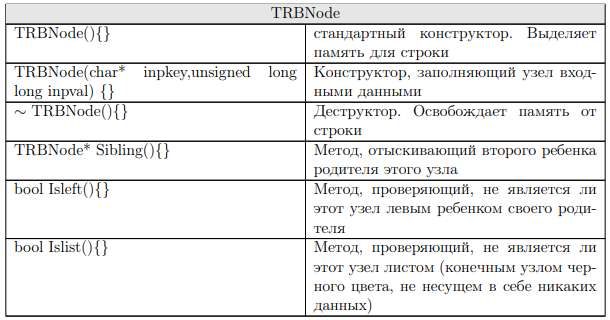 TRBNode
TRBNode(){}
стандартный конструктор. Выделяет
память для строки
TRBNode(char* inpkey,unsigned long
long inpval) {}
Конструктор, заполняющий узел вход-
ными данными
∼ TRBNode(){}
Деструктор. Освобождает память от
строки
TRBNode* Sibling(){}
Метод, отыскивающий второго ребенка
родителя этого узла
bool Isleft(){}
Метод, проверяющий, не является ли
этот узел левым ребенком своего роди-
теля
bool Islist(){}
Метод, проверяющий, не является ли
этот узел листом (конечным узлом чер-
ного цвета, не несущем в себе никаких
данных)